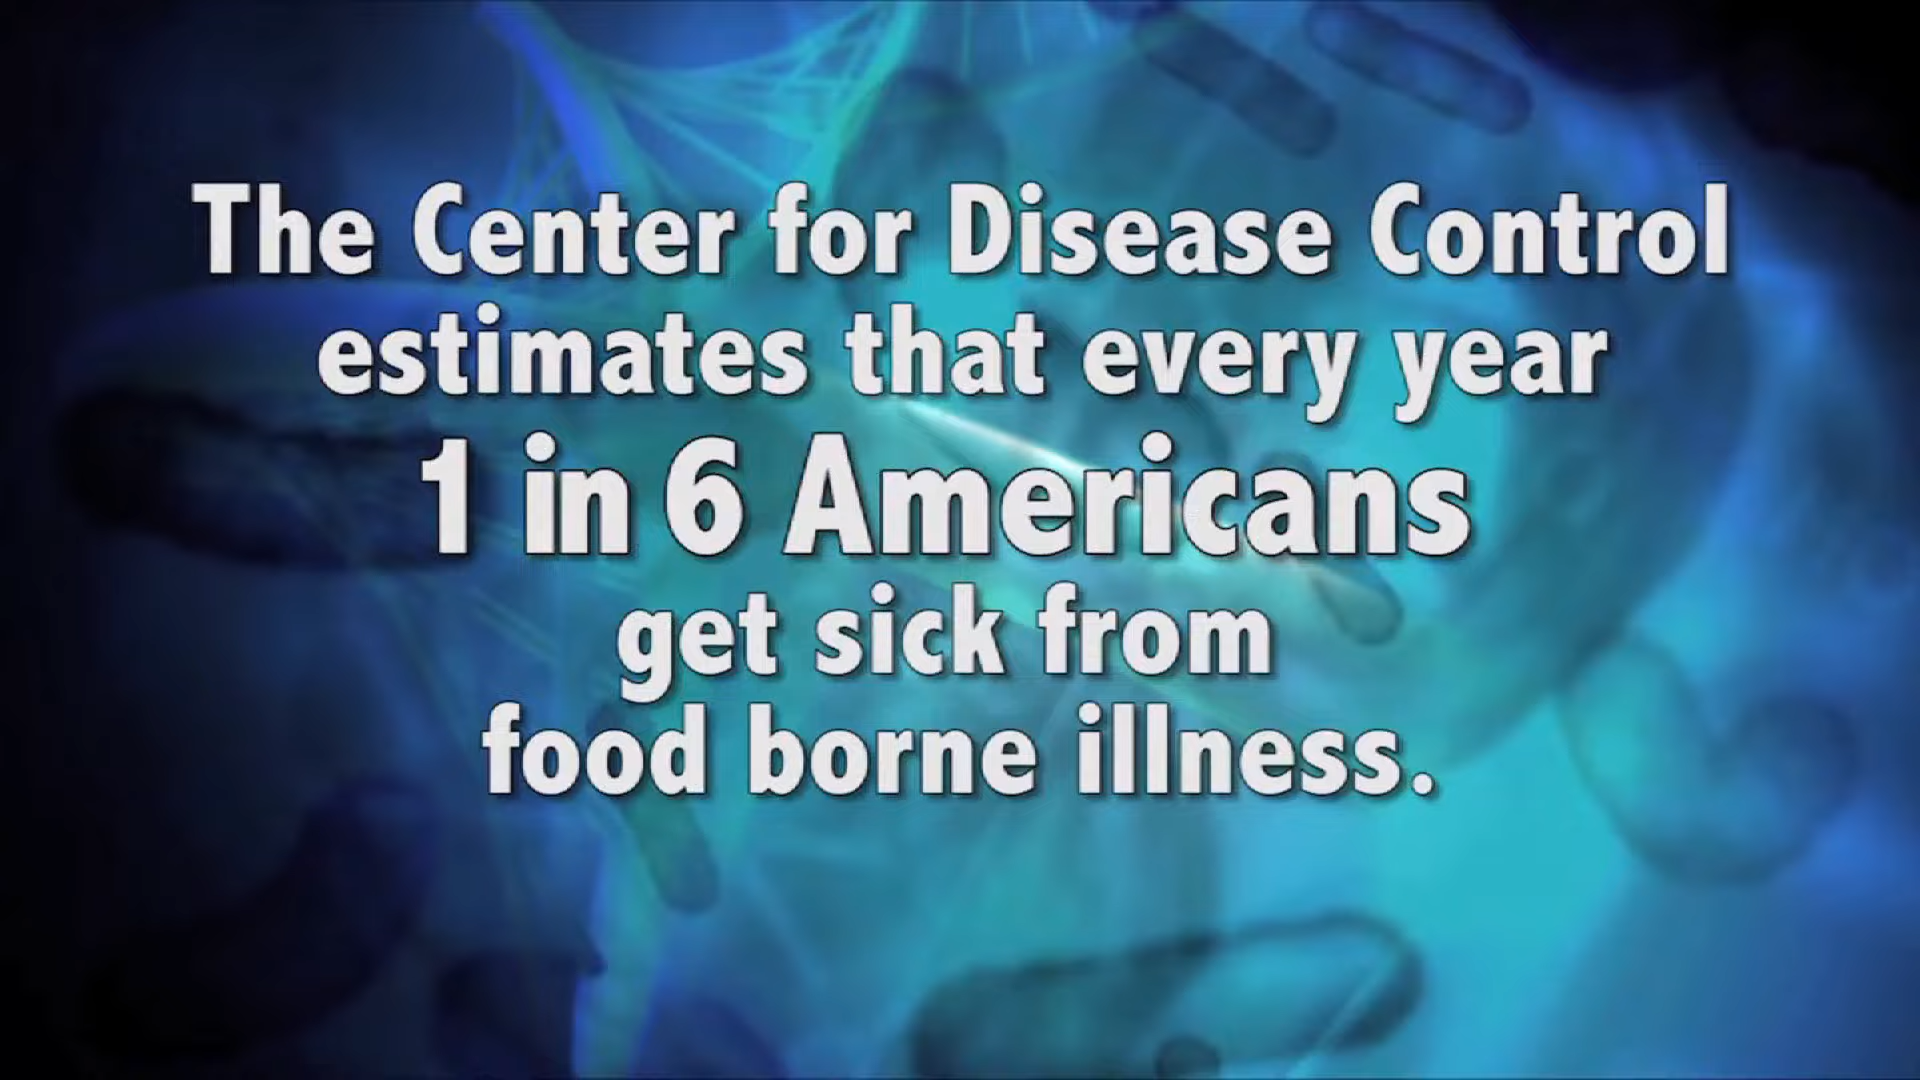 The Center for Disease Control
estimates that every year
1 in 6 Americans
get sick from
food borne illness.